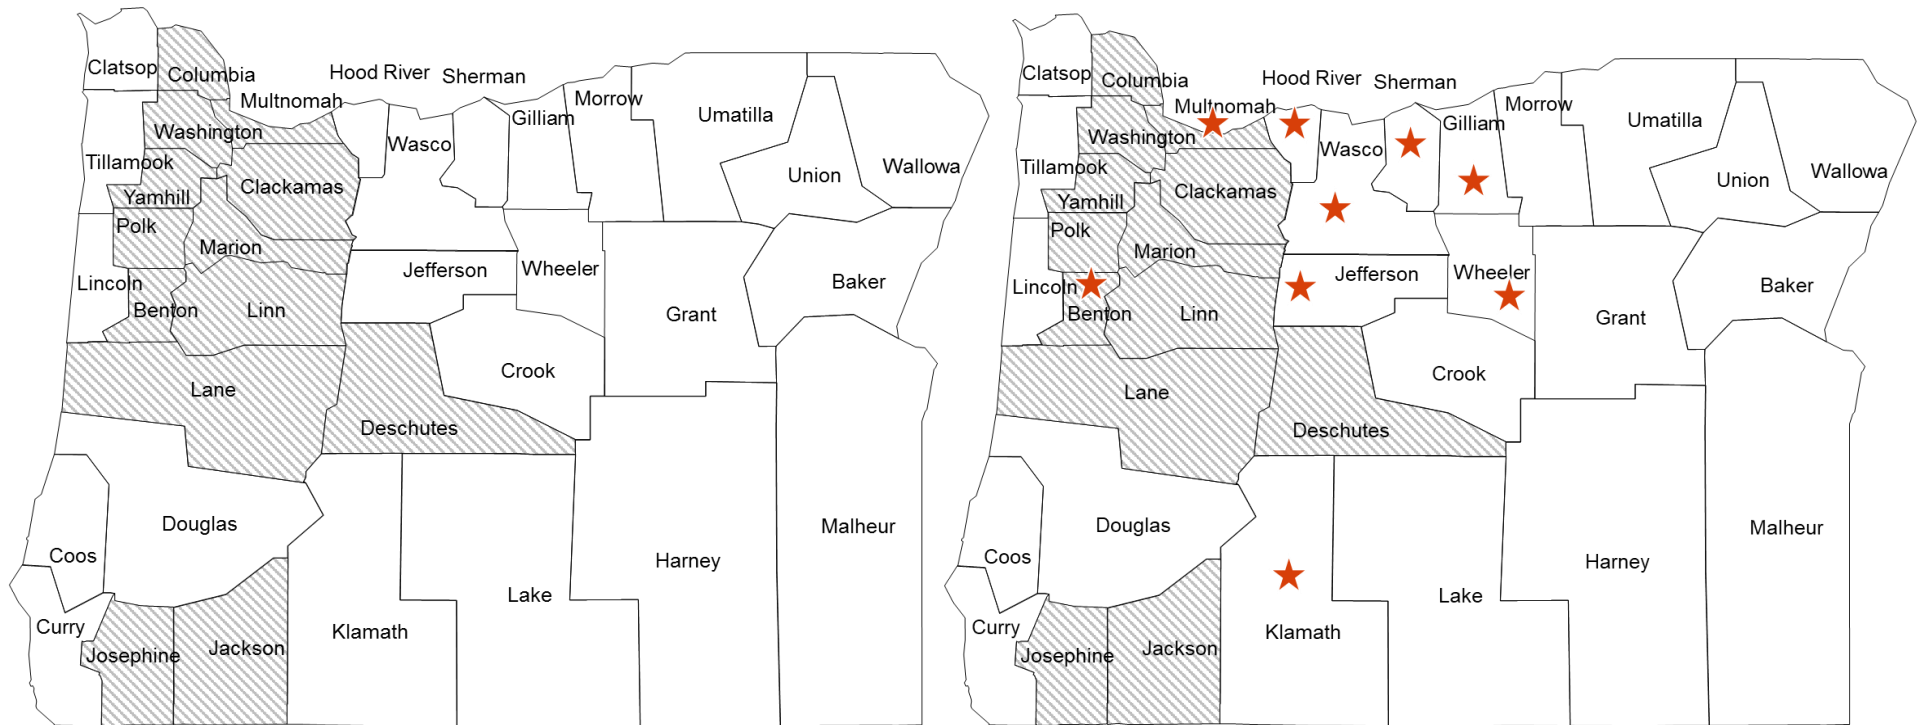 Clatsop
Columbia
Hood River
Sherman
Multnomah
Morrow
Gilliam
Umatilla
Washington
Wasco
Tillamook
Union
Wallowa
Yamhill
Clackamas
Polk
Marion
Jefferson
Wheeler
Lincoln
Baker
Benton
Linn
Grant
Crook
Lane
Deschutes
Douglas
Malheur
Coos
Harney
Lake
Curry
Klamath
Josephine
Jackson
Clatsop
Columbia
Hood River
Sherman
Multnomah
Morrow
Gilliam
Umatilla
Washington
Wasco
Tillamook
Union
Wallowa
Yamhill
Clackamas
Polk
Marion
Jefferson
Wheeler
Lincoln
Baker
Benton
Linn
Grant
Crook
Lane
Deschutes
Douglas
Malheur
Coos
Harney
Lake
Curry
Klamath
Josephine
Jackson